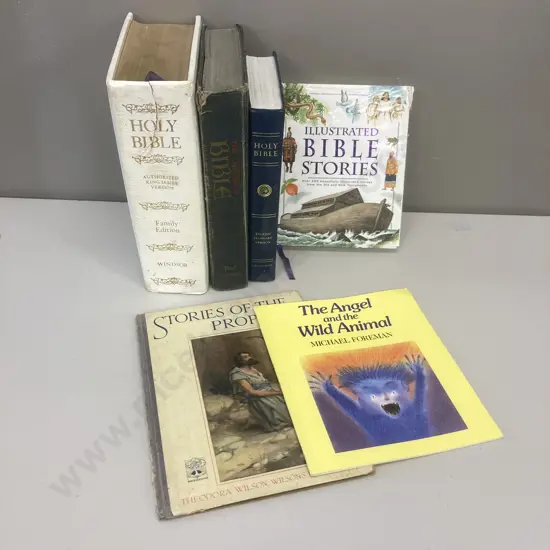 HOLY
BIBLE
AUTHORIZED
KING JAMES
VERSION
Family
Edition
WINDSOR
BIBLE
HOLY
BIBLE
ILLUSTRATED
BIBLE
STORIES
STORIES OF THE
PROP
The Angel
and the
Wild Animal
MICHAEL FOREMAN
THEODORA WILSON WILSON